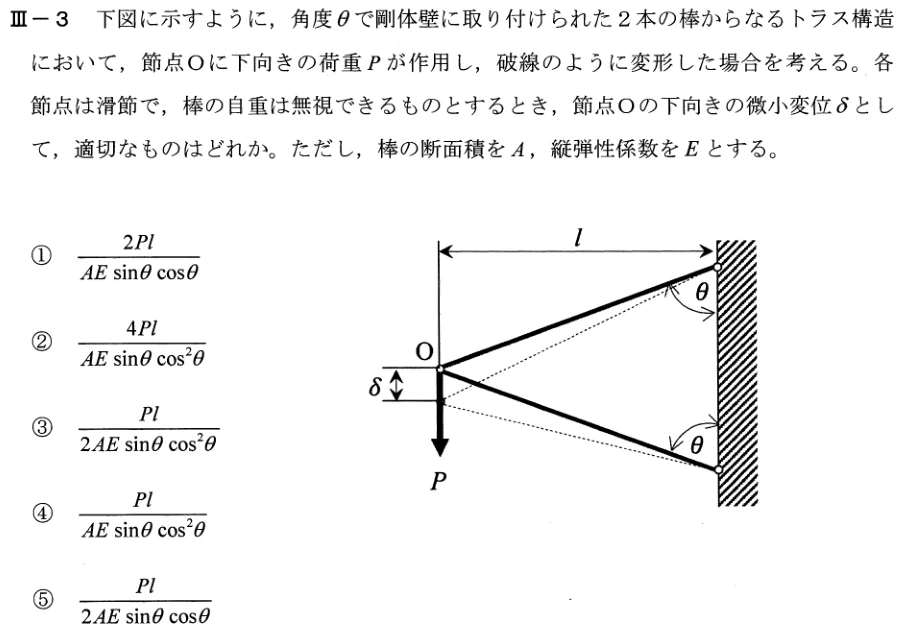 Ⅲ－3　下図に示すように，角度θで剛体壁に取り付けられた2本の棒からなるトラス構造
において，節点Oに下向きの荷重Pが作用し，破線のように変形した場合を考える。各
節点は滑節で，棒の自重は無視できるものとするとき，節点Oの下向きの微小変位δとし
て，適切なものはどれか。ただし，棒の断面積をA，縦弾性係数をEとする。
① 2Pl / AE sinθ cosθ
② 4Pl / AE sinθ cos²θ
③ Pl / 2AE sinθ cos²θ
④ Pl / AE sinθ cos²θ
⑤ Pl / 2AE sinθ cosθ
l
θ
O
δ
θ
P